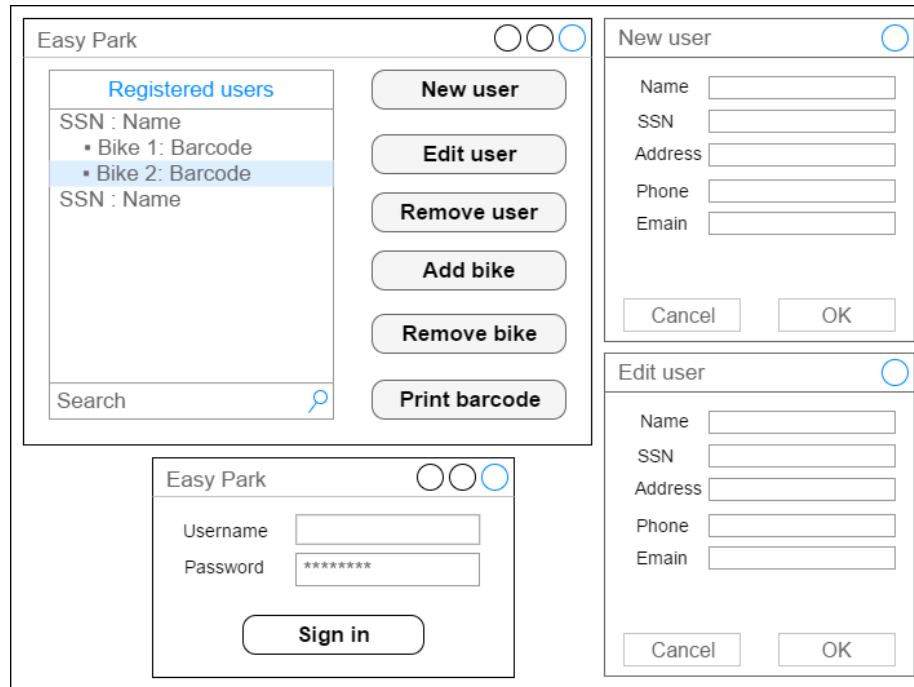 Easy Park
Registered users
SSN : Name
▪ Bike 1: Barcode
▪ Bike 2: Barcode
SSN : Name
Search
New user
Edit user
Remove user
Add bike
Remove bike
Print barcode
New user
Name
SSN
Address
Phone
Emain
Cancel
OK
Edit user
Name
SSN
Address
Phone
Emain
Cancel
OK
Easy Park
Username
Password ********
Sign in